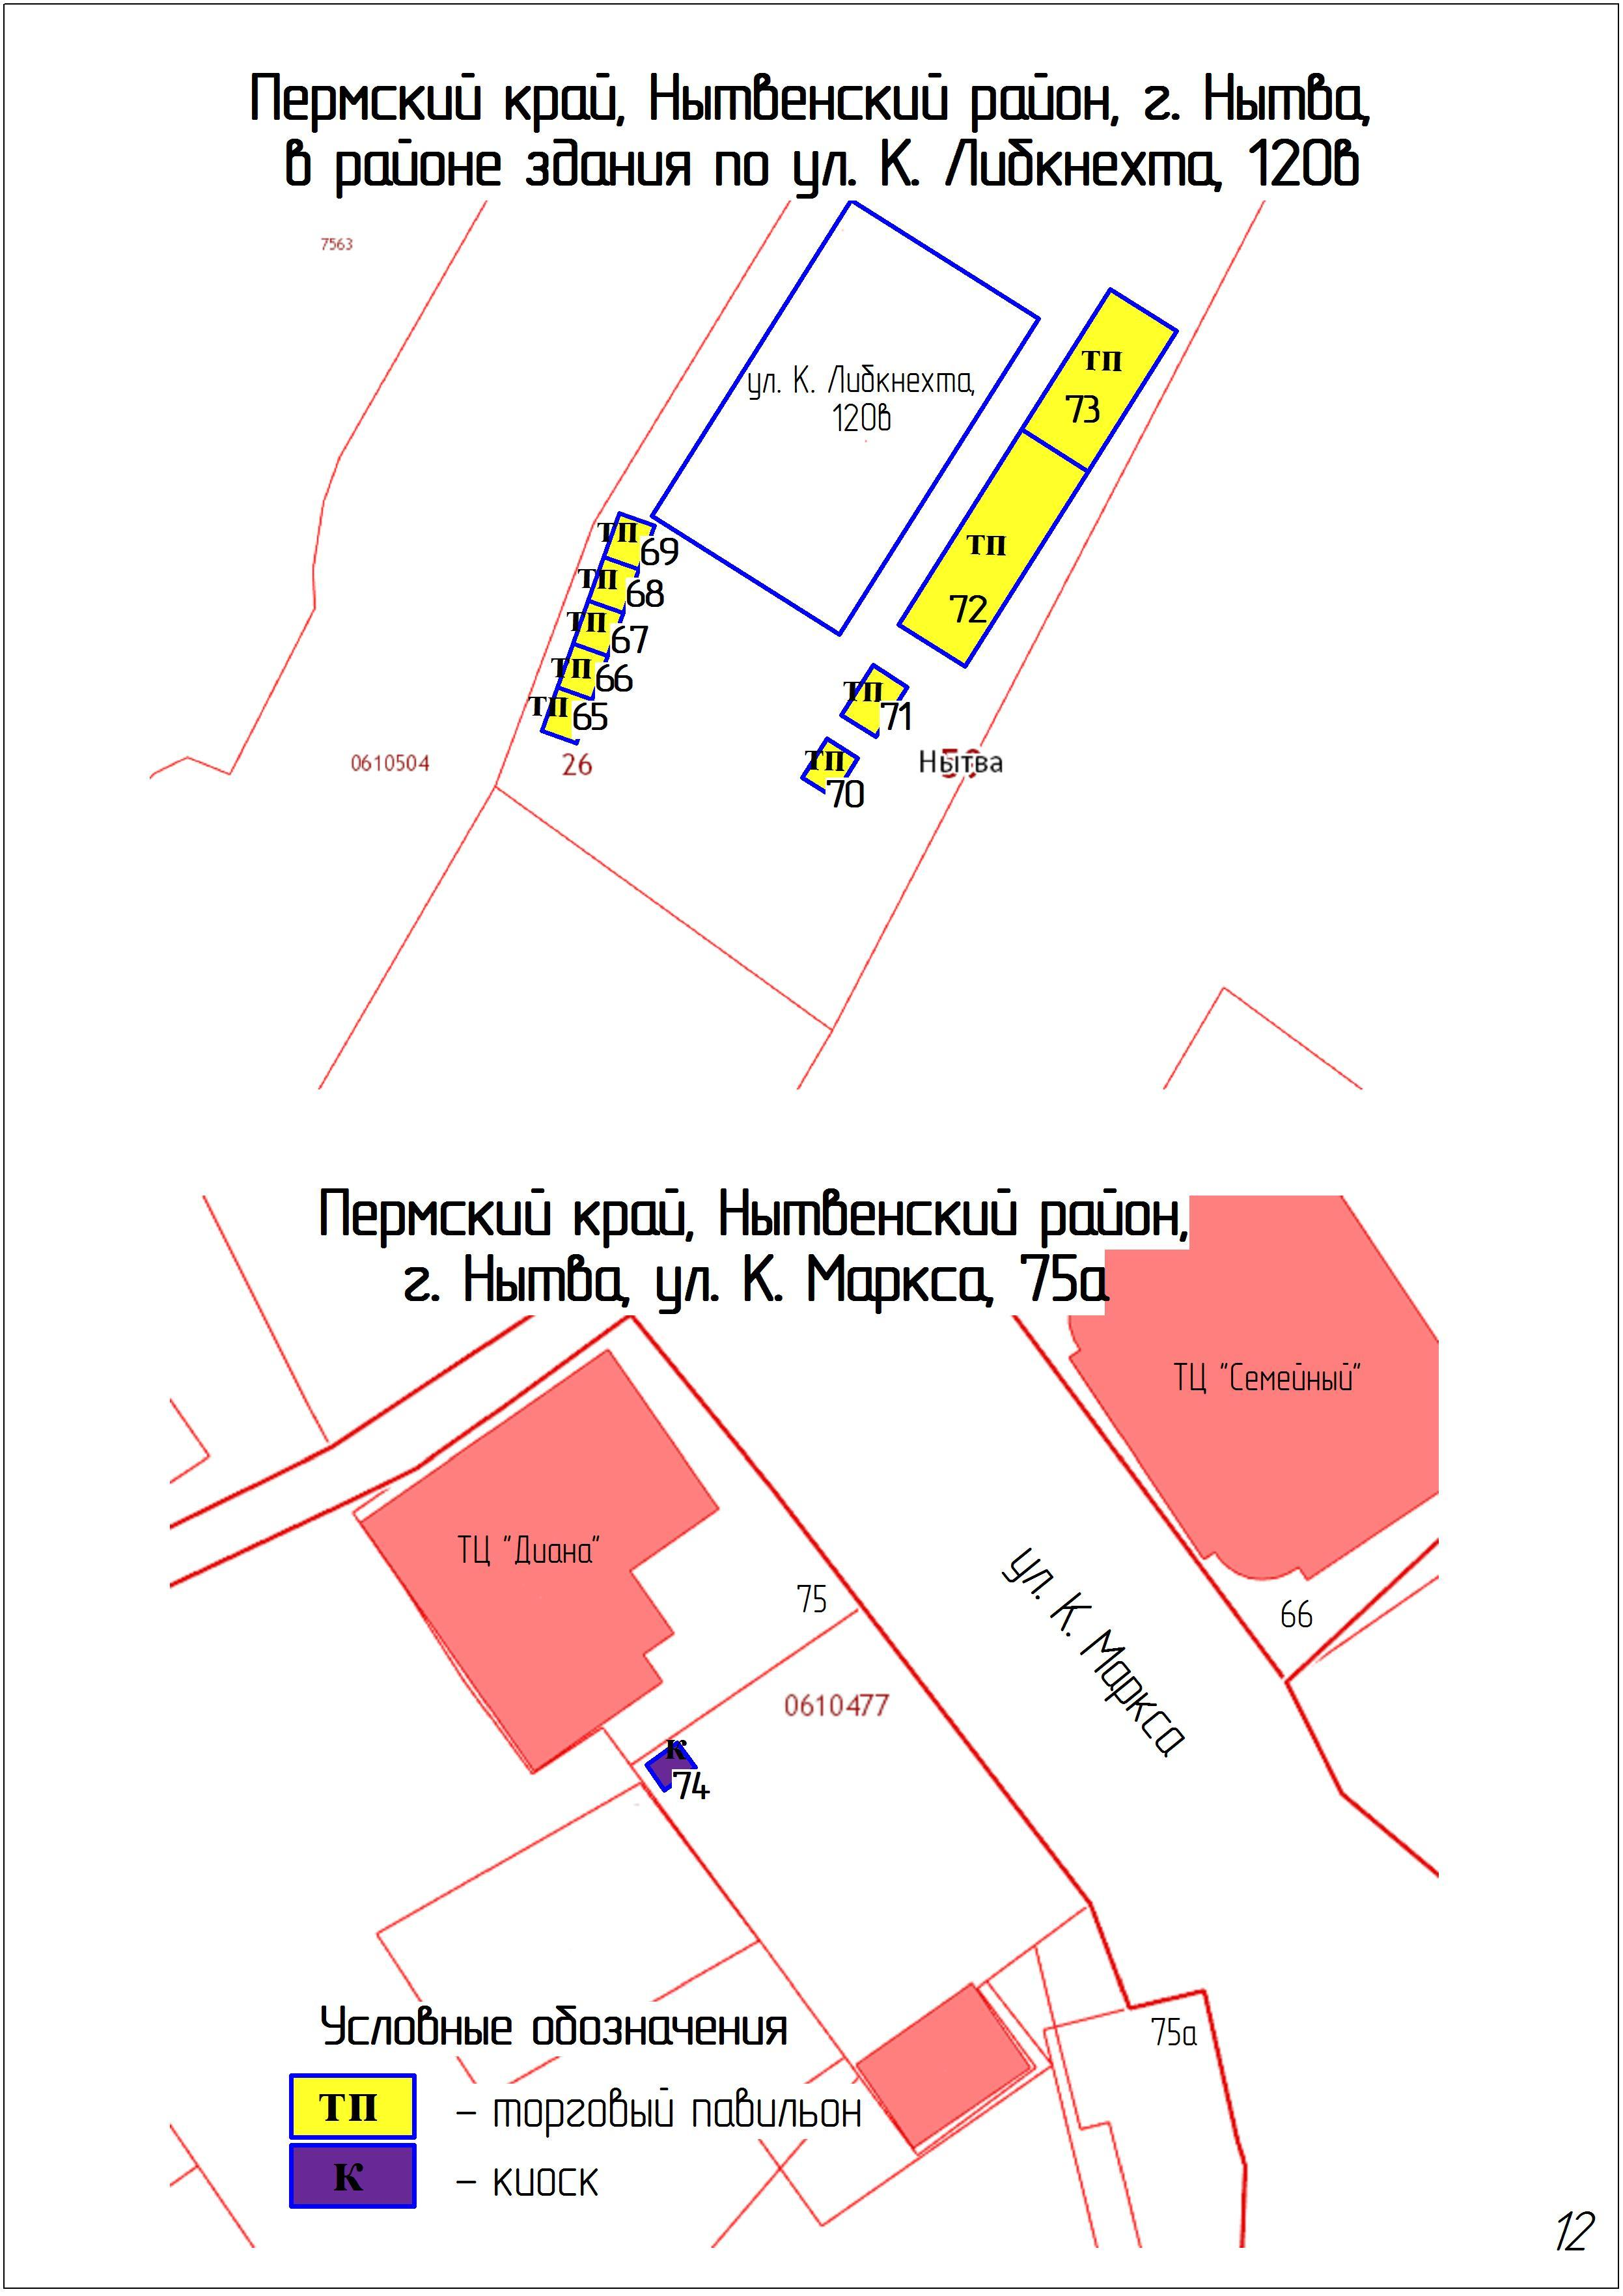 Пермский край, Нытвенский район, г. Нытва,
в районе здания по ул. К. Либкнехта, 120в
7563
ул. К. Либкнехта,
120в
ТП
73
ТП
72
ТП
69
ТП
68
ТП
67
ТП
66
ТП
65
ТП
71
ТП
70
0610504
26
Нытва
Пермский край, Нытвенский район,
г. Нытва, ул. К. Маркса, 75а
ТЦ "Семейный"
ТЦ "Диана"
75
ул. К. Маркса
66
0610477
К
74
75а
Условные обозначения
ТП – торговый павильон
К – киоск
12